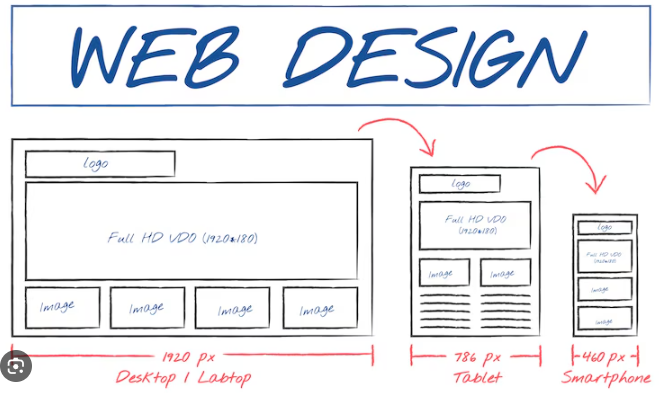 WEB DESIGN
logo
Full HD VDO (1920x180)
Image Image Image Image
1920 px
Desktop / Labtop
logo
Full HD VDO
(1920x180)
Image Image
786 px
Tablet
logo
Full HD VDO
(1920x180)
Image
Image
460 px
Smartphone